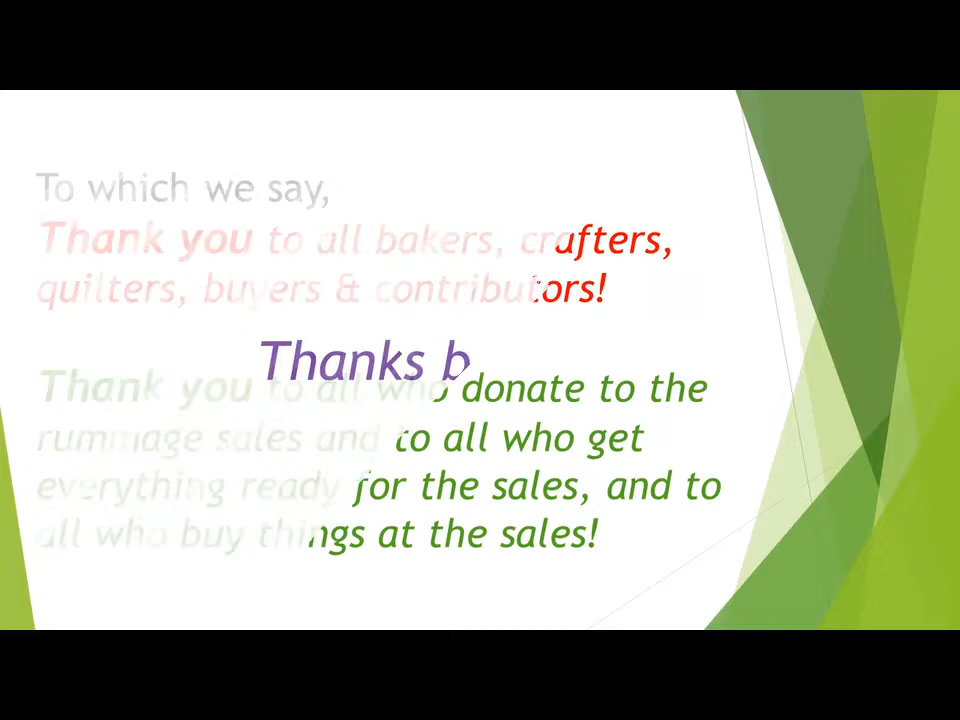 To which we say,
Thank you to all bakers, crafters,
quilters, buyers & contributors!
Thanks b
Thank you to all who donate to the
rummage sales and to all who get
everything ready for the sales, and to
all who buy things at the sales!